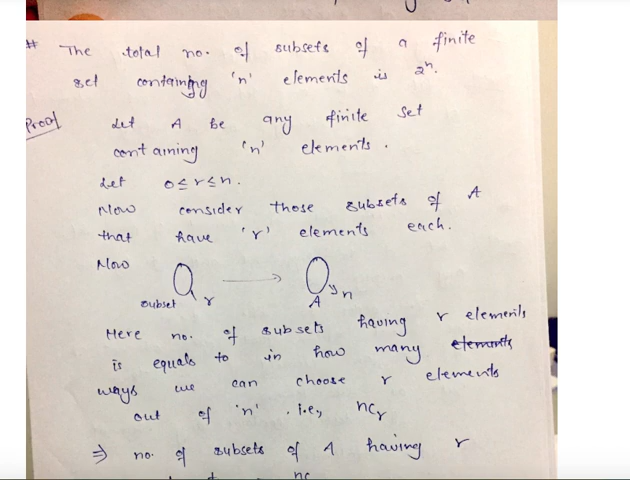 # The total no. of subsets of a finite
set containing 'n' elements is 2ⁿ.
Proof Let A be any finite set
containing 'n' elements.
Let 0≤r≤n.
Now consider those subsets of A
that have 'r' elements each.
Now
subset r → A n
Here no. of subsets having r elements
is equals to in how many elements
ways we can choose r elements
out of 'n'. i.e., nCr
⇒ no. of subsets of A having r
nC